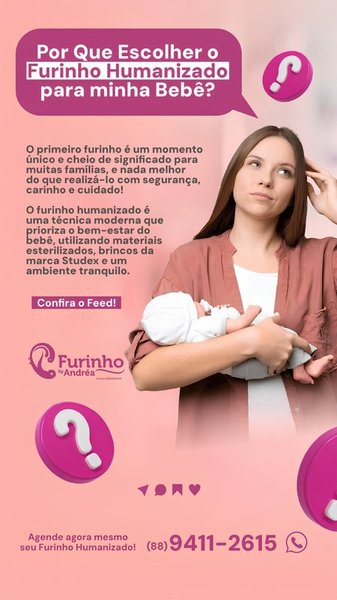 Por Que Escolher o
Furinho Humanizado
para minha Bebê?
O primeiro furinho é um momento
único e cheio de significado para
muitas famílias, e nada melhor
do que realizá-lo com segurança,
carinho e cuidado!
O furinho humanizado é
uma técnica moderna que
prioriza o bem-estar do
bebê, utilizando materiais
esterilizados, brincos da
marca Studex e um
ambiente tranquilo.
Confira o Feed!
Furinho
by Andréa
Agende agora mesmo
seu Furinho Humanizado!
(88) 9411-2615